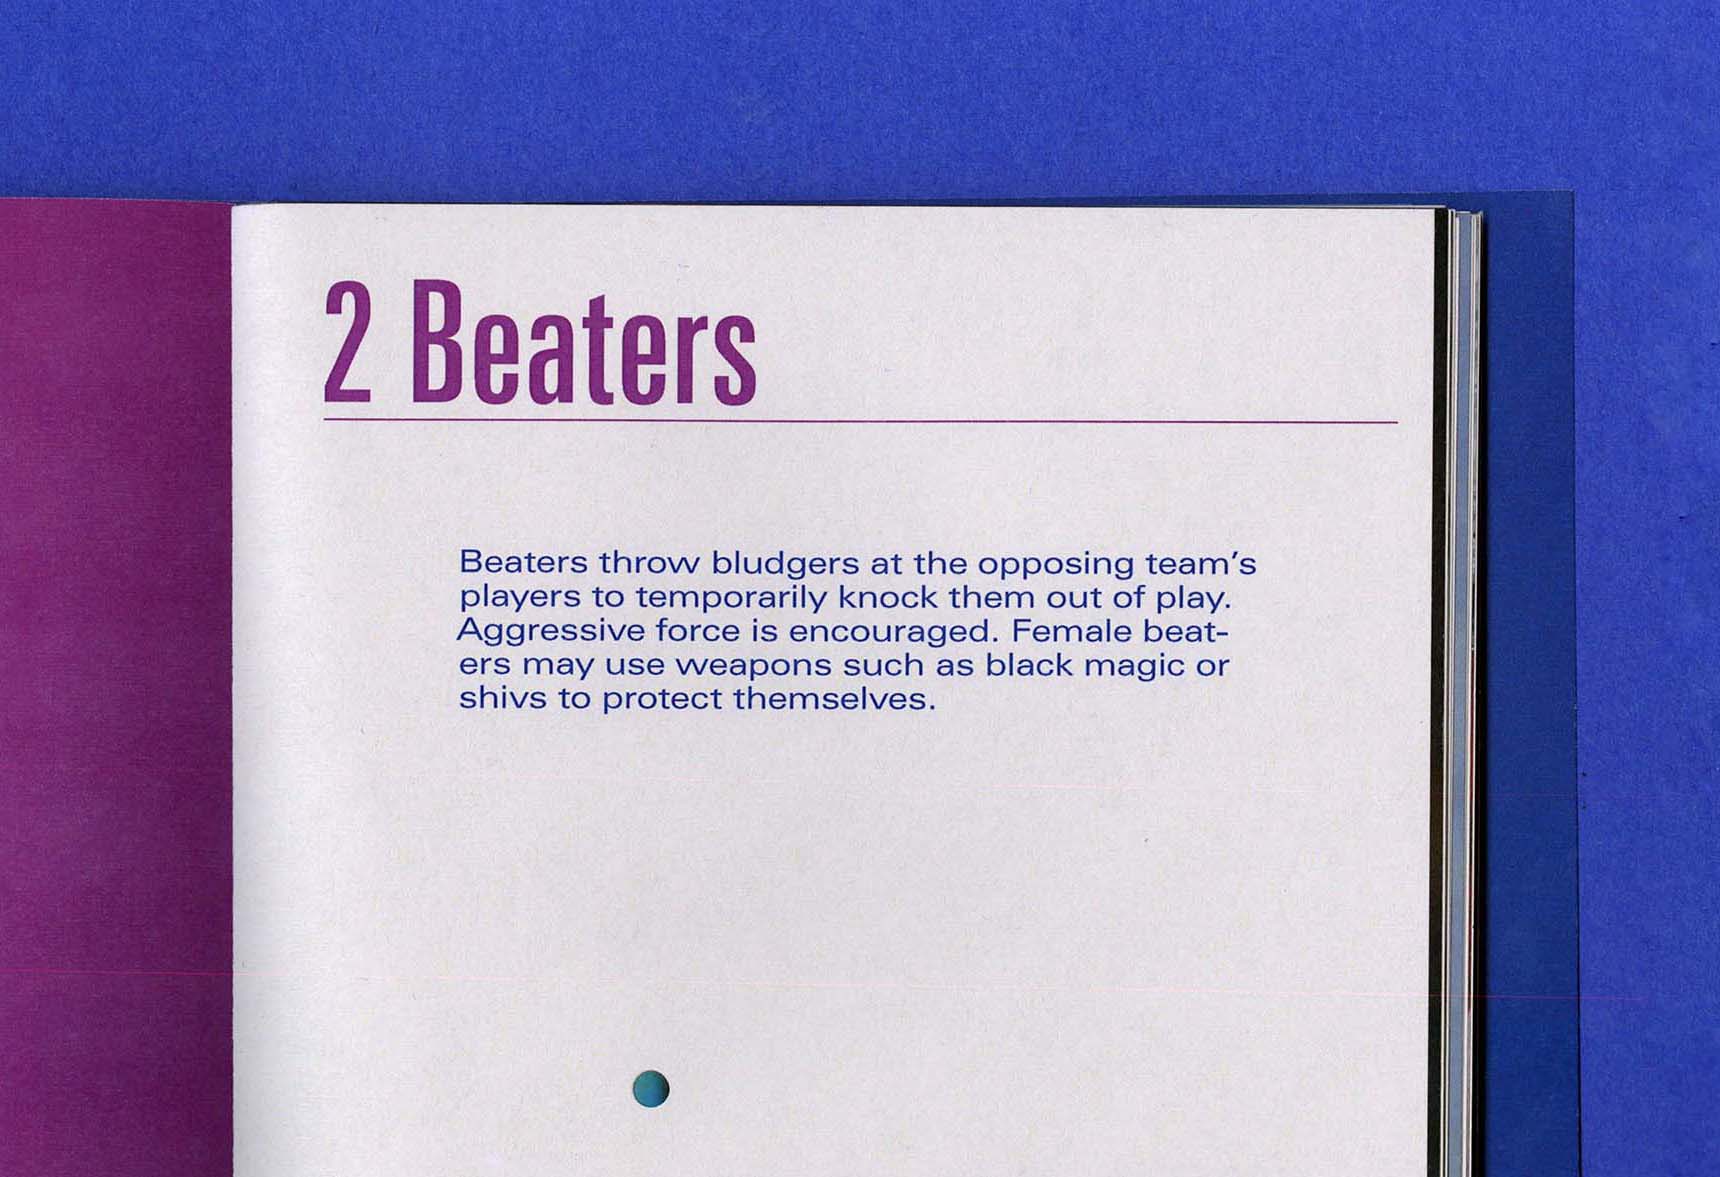 2 Beaters
Beaters throw bludgers at the opposing team’s
players to temporarily knock them out of play.
Aggressive force is encouraged. Female beat-
ers may use weapons such as black magic or
shivs to protect themselves.